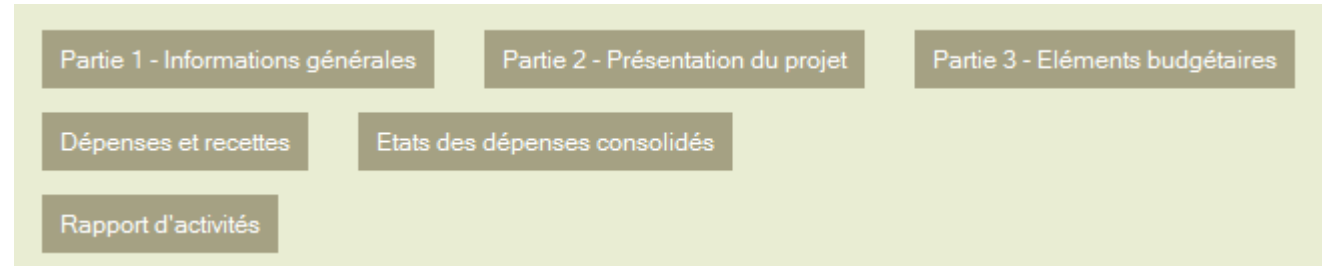 Partie 1 - Informations générales Partie 2 - Présentation du projet Partie 3 - Eléments budgétaires
Dépenses et recettes Etats des dépenses consolidés
Rapport d'activités